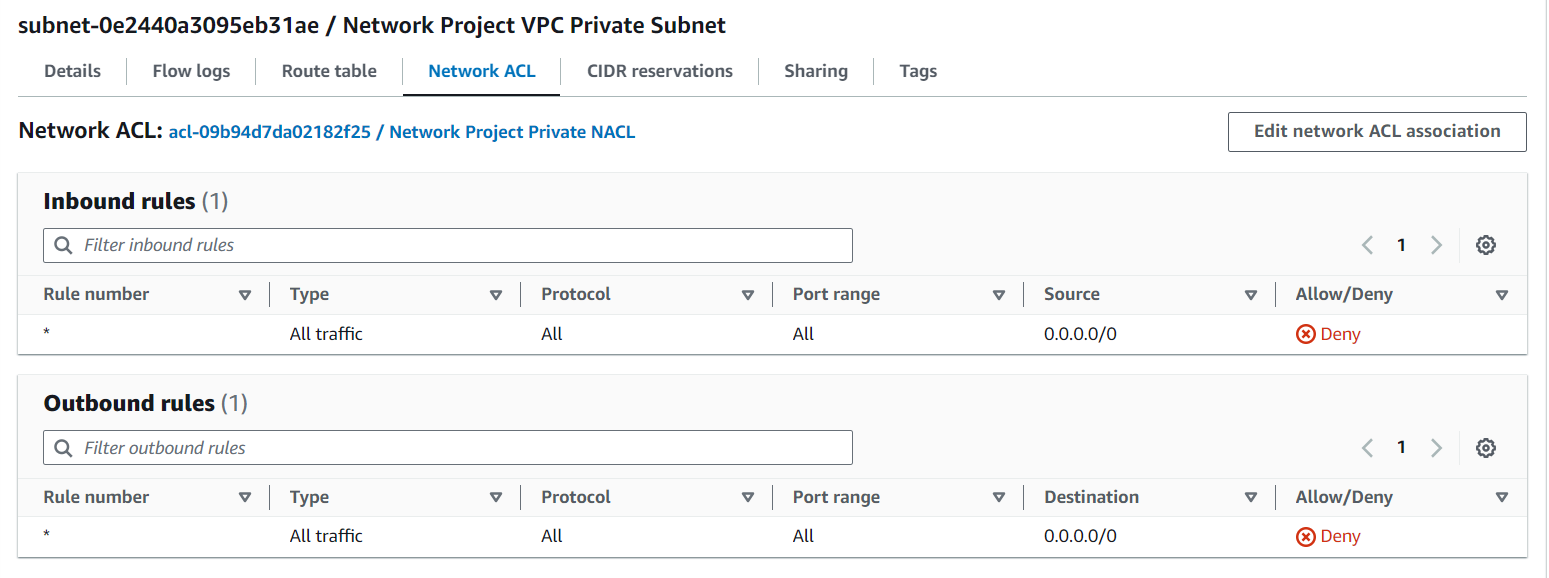 subnet-0e2440a3095eb31ae / Network Project VPC Private Subnet
Details Flow logs Route table Network ACL CIDR reservations Sharing Tags
Network ACL: acl-09b94d7da02182f25 / Network Project Private NACL Edit network ACL association
Inbound rules (1)
Filter inbound rules 1
Rule number Type Protocol Port range Source Allow/Deny
* All traffic All All 0.0.0.0/0 Deny
Outbound rules (1)
Filter outbound rules 1
Rule number Type Protocol Port range Destination Allow/Deny
* All traffic All All 0.0.0.0/0 Deny